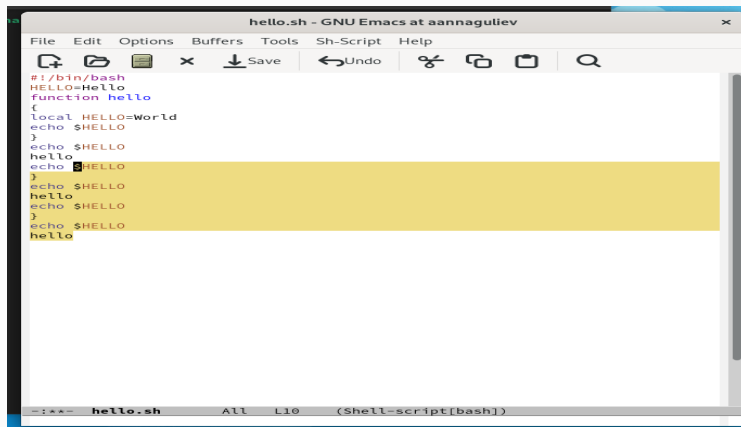 hello.sh - GNU Emacs at aannaguliev
File Edit Options Buffers Tools Sh-Script Help
Save Undo
#!/bin/bash
HELLO=Hello
function hello
{
local HELLO=World
echo $HELLO
}
echo $HELLO
hello
echo $HELLO
}
echo $HELLO
hello
echo $HELLO
}
echo $HELLO
hello
-:**- hello.sh All L10 (Shell-script[bash])